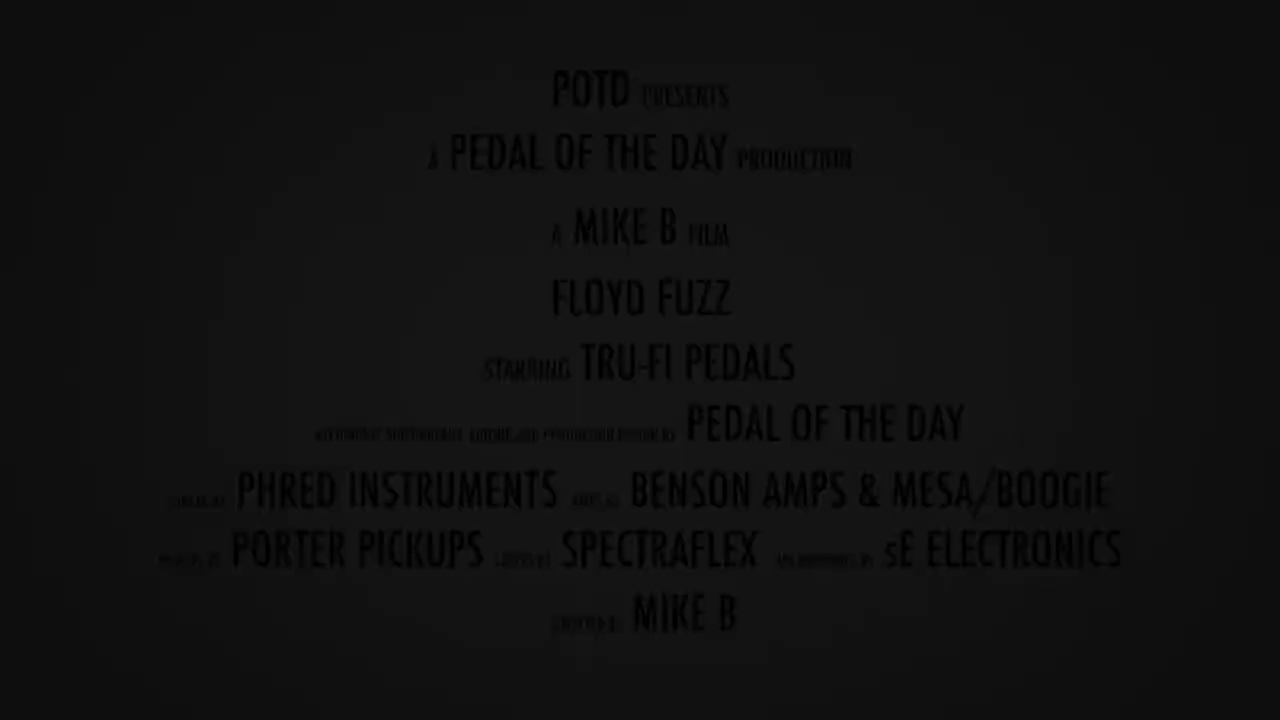 POTD PRESENTS
A PEDAL OF THE DAY PRODUCTION
A MIKE B FILM
FLOYD FUZZ
STARRING TRU-FI PEDALS
PEDAL OF THE DAY
PHRED INSTRUMENTS BENSON AMPS & MESA/BOOGIE
PORTER PICKUPS SPECTRAFLEX sE ELECTRONICS
MIKE B